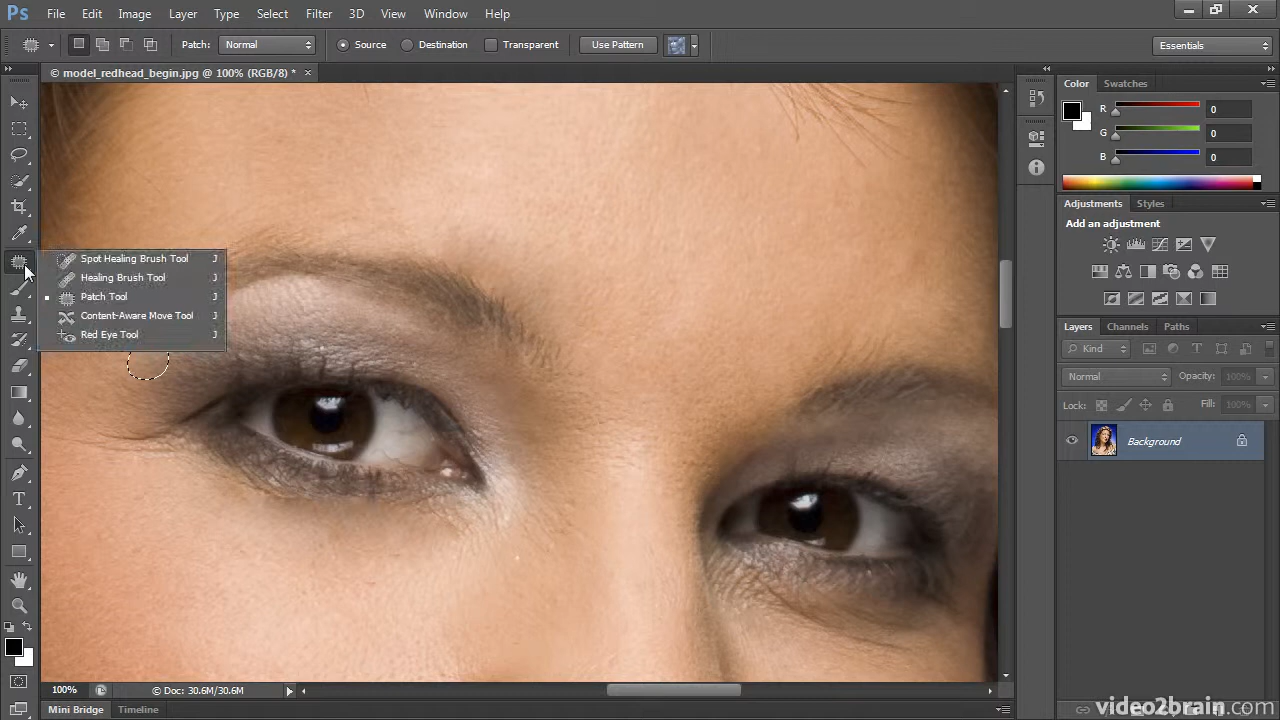 Ps File Edit Image Layer Type Select Filter 3D View Window Help
Patch: Normal Source Destination Transparent Use Pattern Essentials
© model_redhead_begin.jpg @ 100% (RGB/8) *
Color Swatches
R 0
G 0
B 0
Adjustments Styles
Add an adjustment
Spot Healing Brush Tool J
Healing Brush Tool J
Patch Tool J
Content-Aware Move Tool J
Red Eye Tool J
Layers Channels Paths
Kind
Normal Opacity: 100%
Lock: Fill: 100%
Background
100% © Doc: 30.6M/30.6M
Mini Bridge Timeline
video2brain.com